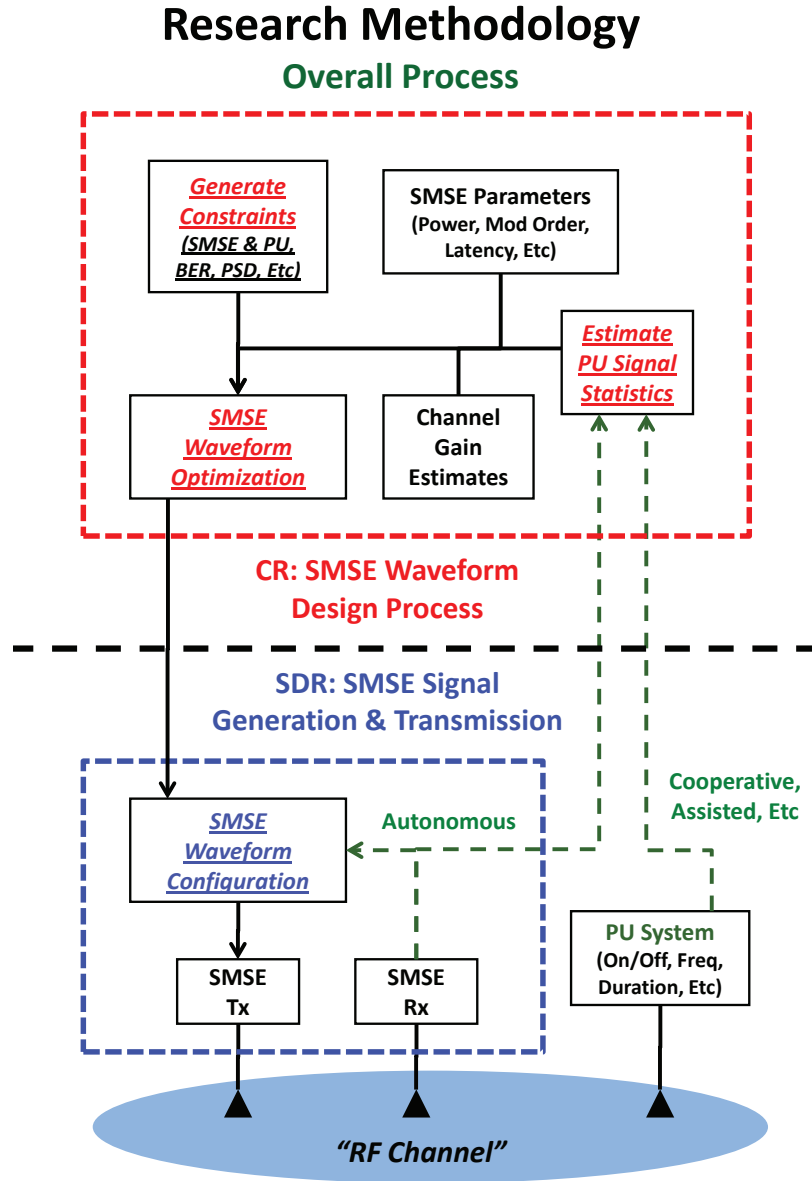 Research Methodology
Overall Process
Generate
Constraints
(SMSE & PU,
BER, PSD, Etc)
SMSE Parameters
(Power, Mod Order,
Latency, Etc)
Estimate
PU Signal
Statistics
SMSE
Waveform
Optimization
Channel
Gain
Estimates
CR: SMSE Waveform
Design Process
SDR: SMSE Signal
Generation & Transmission
Cooperative,
Assisted, Etc
Autonomous
SMSE
Waveform
Configuration
PU System
(On/Off, Freq,
Duration, Etc)
SMSE
Tx
SMSE
Rx
“RF Channel”